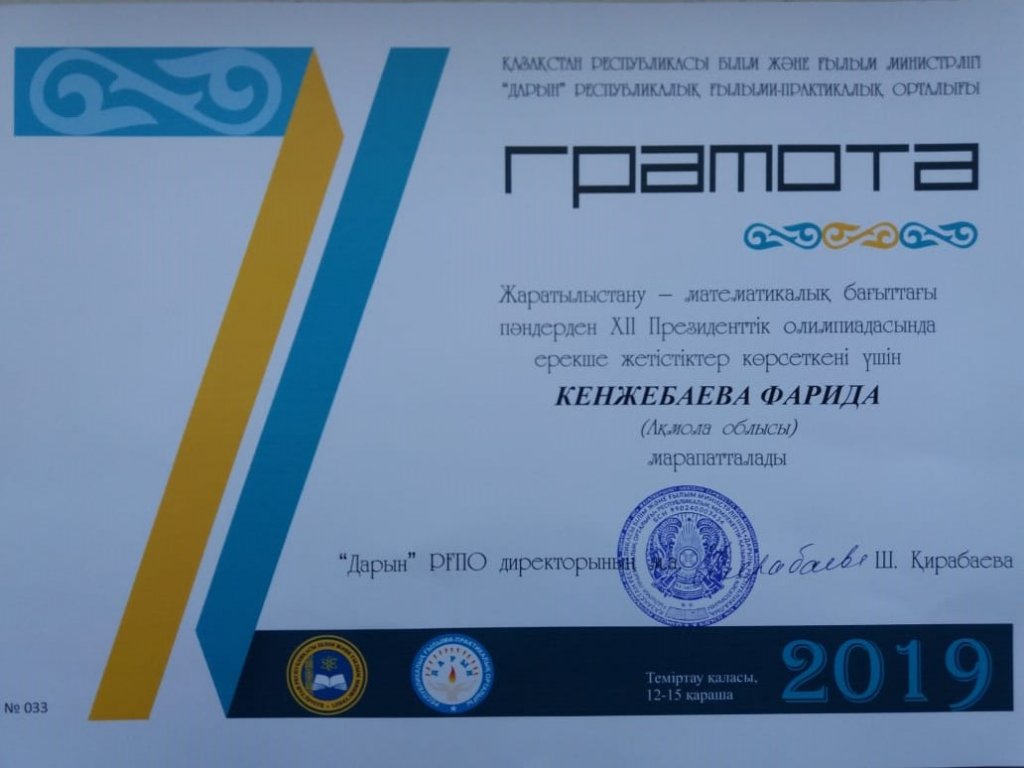 ҚАЗАҚСТАН РЕСПУБЛИКАСЫ БІЛІМ ЖӘНЕ ҒЫЛЫМ МИНИСТРЛІГІ
"ДАРЫН" РЕСПУБЛИКАЛЫҚ ҒЫЛЫМИ-ПРАКТИКАЛЫҚ ОРТАЛЫҒЫ
грамота
Жаратылыстану – математикалық бағыттағы
пәндерден XII Президенттік олимпиадасында
ерекше жетістіктер көрсеткені үшін
КЕНЖЕБАЕВА ФАРИДА
(Ақмола облысы)
марапатталады
"Дарын" РҒПО директорының м.а. Ш. Қирабаева
ДАРЫН
Теміртау қаласы,
12-15 қараша
2019
№ 033